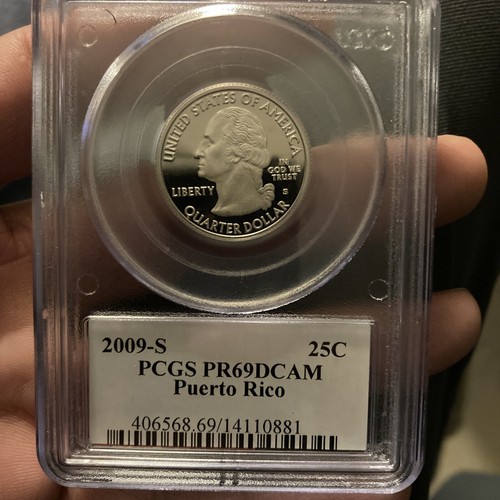 UNITED STATES OF AMERICA
IN
GOD WE
TRUST
LIBERTY
S
QUARTER DOLLAR
2009-S 25C
PCGS PR69DCAM
Puerto Rico
406568.69/14110881